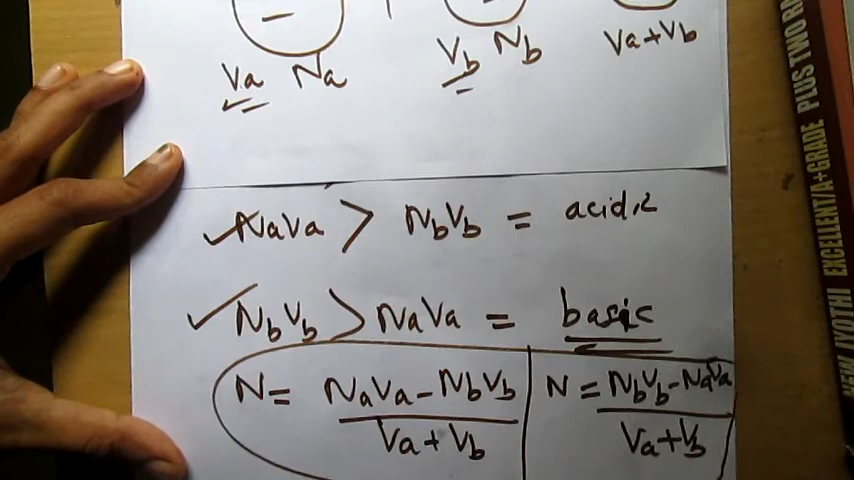 Va Na Vb Nb Va+Vb
NaVa > NbVb = acidic
NbVb > NaVa = basic
N= NaVa-NbVb / Va+Vb N = NbVb-NaVa / Va+Vb
NEW JYOTHI EXCELLENT/A+GRADE PLUS TWO